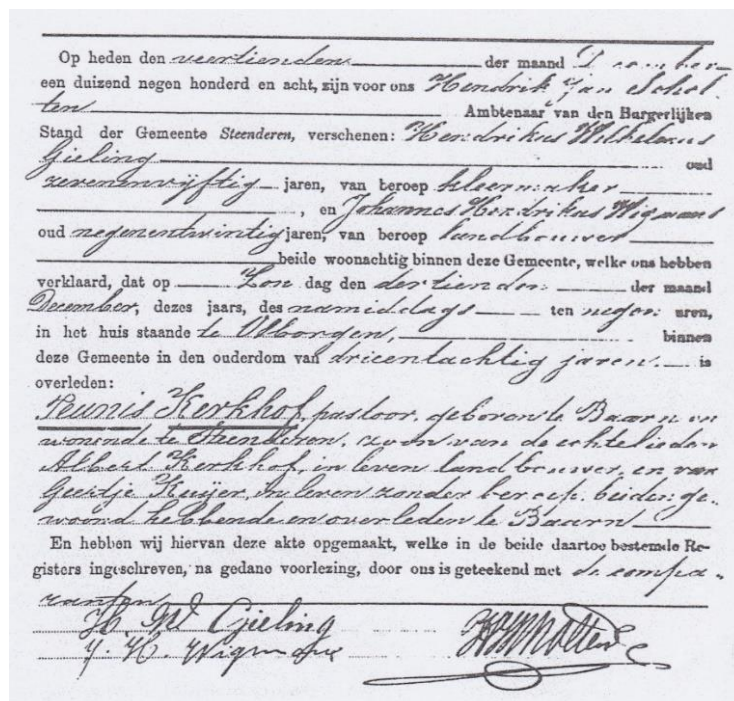 Op heden den veertienden der maand December
een duizend negen honderd en acht, zijn voor ons Hendrik Jan Schol-
ten Ambtenaar van den Burgerlijken
Stand der Gemeente Steenderen, verschenen: Hendrikus Wilhelmus
Gieling oud
zevenenvijftig jaren, van beroep kleermaker
, en Johannes Hendrikus Wigmans
oud negenentwintig jaren, van beroep landbouwer
beide woonachtig binnen deze Gemeente, welke ons hebben
verklaard, dat op Zon dag den dertienden der maand
December, dezes jaars, des namiddags ten negen uren,
in het huis staande te Olborgen, binnen
deze Gemeente in den ouderdom van drieentachtig jaren is
overleden:
Teunis Kerkhof, pastoor, geboren te Baarn en
wonende te Steenderen, zoon van de echtelieden
Albert Kerkhof, in leven landbouwer, en van
Geertje Kuijer, in leven zonder beroep, beiden ge-
woond hebbende en overleden te Baarn
En hebben wij hiervan deze akte opgemaakt, welke in de beide daartoe bestemde Re-
gisters ingeschreven, na gedane voorlezing, door ons is geteekend met de compa-
ranten
H. W. Gieling
J. H. Wigmans